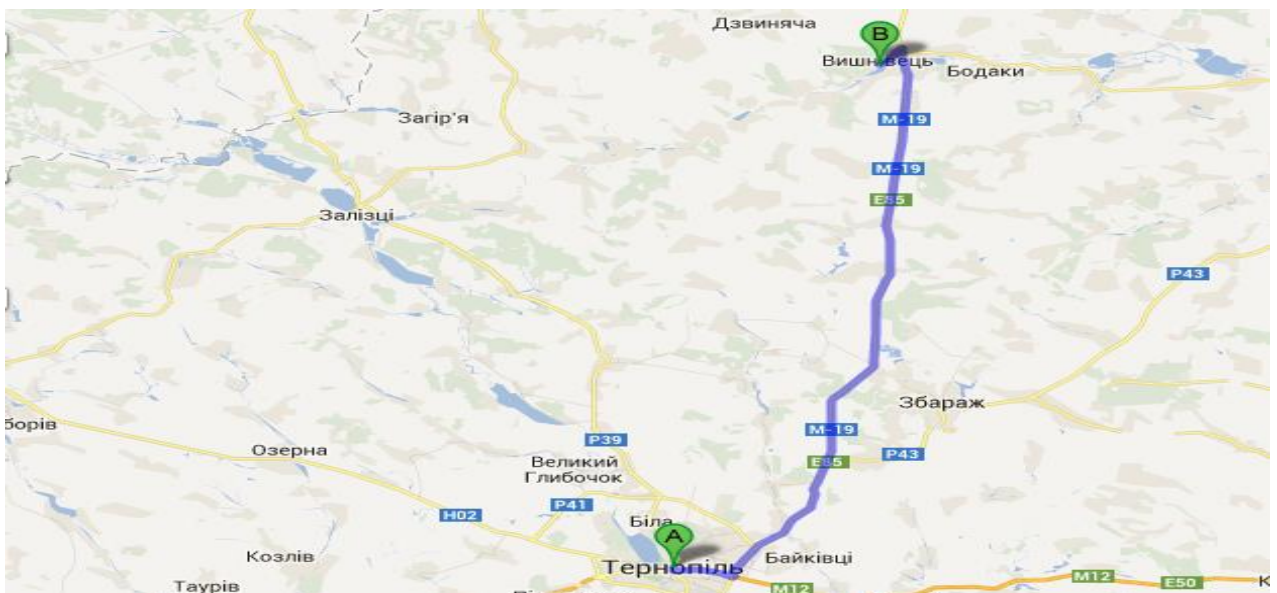 Дзвиняча
B
Вишнівець
Бодаки
M-19
Загір'я
M-19
E85
Залізці
P43
Збараж
борів
M-19
P39
Озерна
P43
E85
Великий
Глибочок
P41
H02
Біла
A
Козлів
Байківці
Тернопіль
M12
E50
Таурів
M12